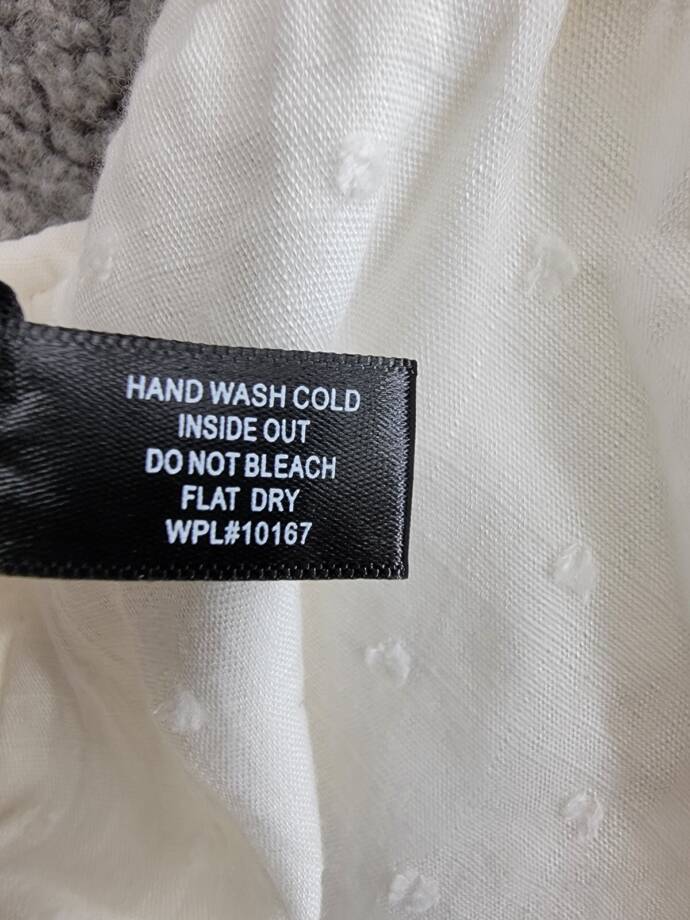 HAND WASH COLD
INSIDE OUT
DO NOT BLEACH
FLAT DRY
WPL#10167